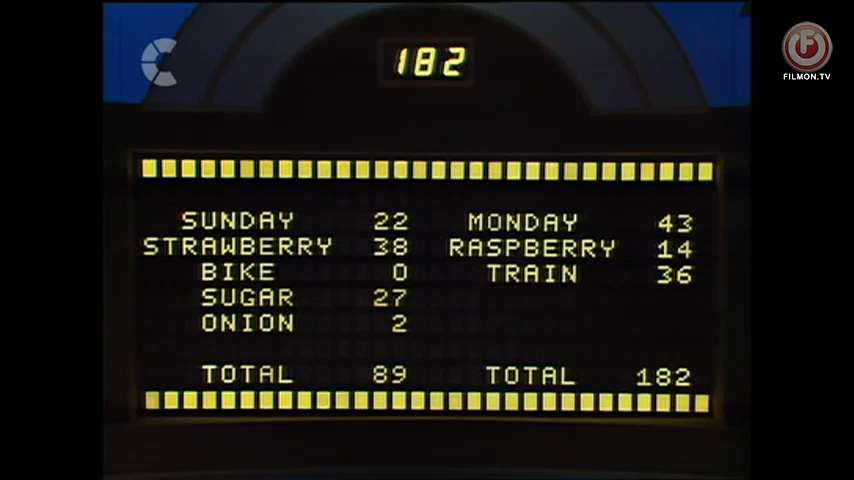 182
FILMON.TV
SUNDAY 22 MONDAY 43
STRAWBERRY 38 RASPBERRY 14
BIKE 0 TRAIN 36
SUGAR 27
ONION 2
TOTAL 89 TOTAL 182